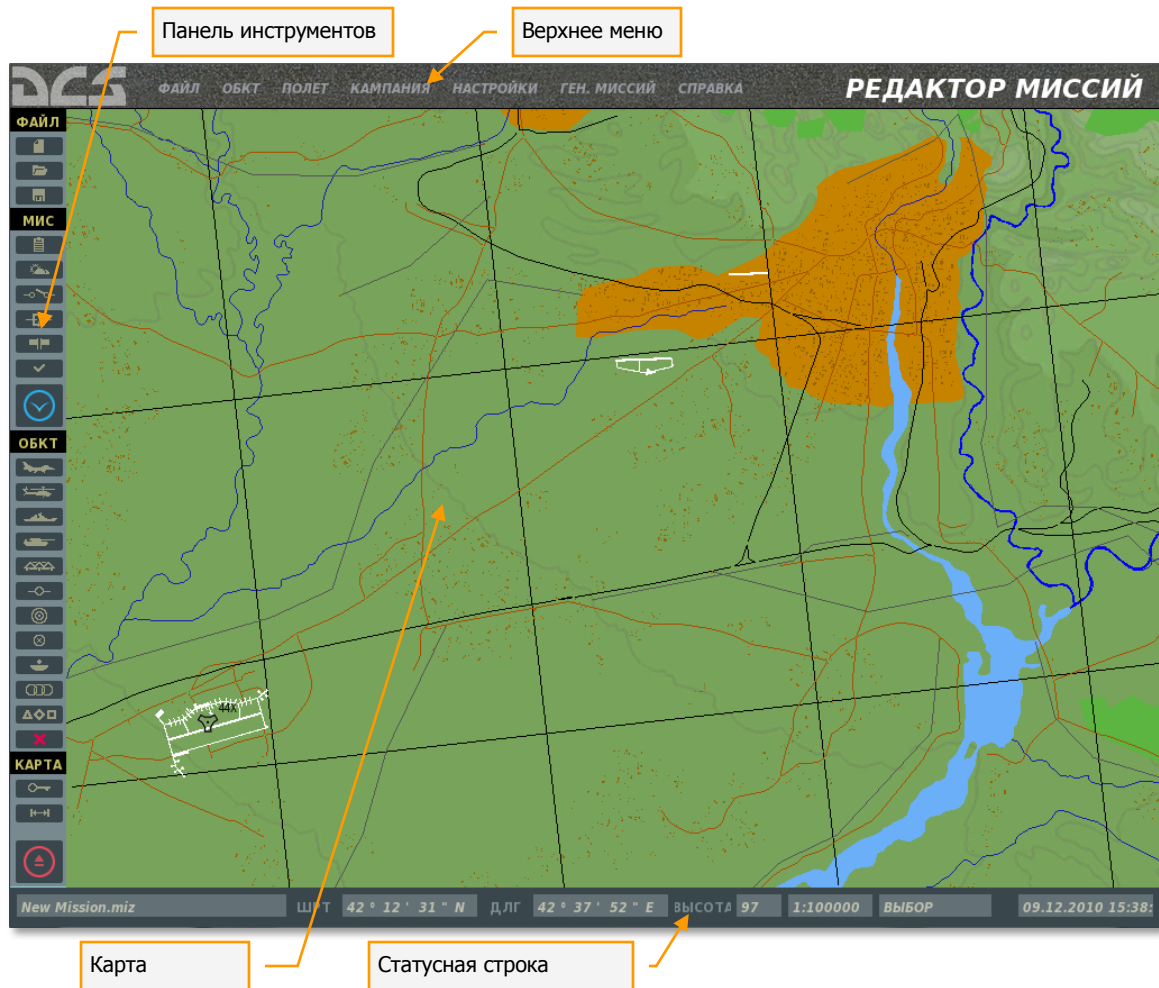 Панель инструментов
Верхнее меню
DCS
ФАЙЛ ОБКТ ПОЛЕТ КАМПАНИЯ НАСТРОЙКИ ГЕН. МИССИЙ СПРАВКА
РЕДАКТОР МИССИЙ
ФАЙЛ
МИС
ОБКТ
44X
КАРТА
New Mission.miz ШРТ 42 ° 12 ' 31 " N ДЛГ 42 ° 37 ' 52 " E ВЫСОТА 97 1:100000 ВЫБОР 09.12.2010 15:38:
Карта
Статусная строка